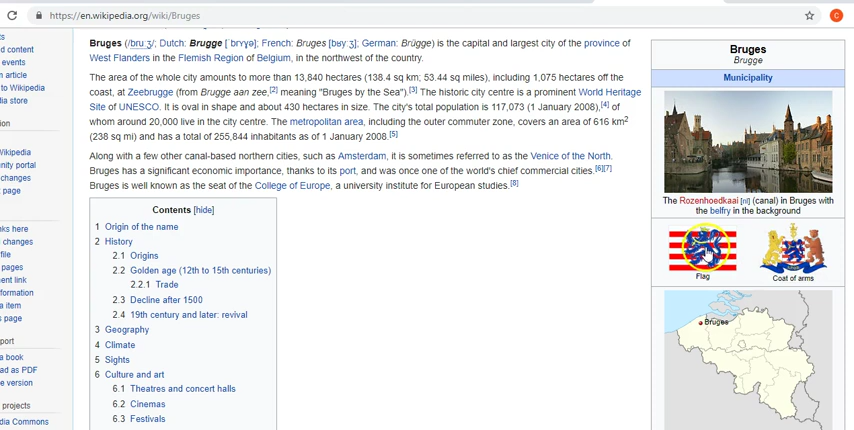 https://en.wikipedia.org/wiki/Bruges
C
d content
events
n article
to Wikipedia
ia store
ion
Wikipedia
unity portal
changes
page
nks here
changes
file
pages
ent link
formation
a item
s page
port
a book
ad as PDF
e version
projects
dia Commons
Bruges (/bruːʒ/; Dutch: Brugge [ˈbrʏɣə]; French: Bruges [bʁyːʒ]; German: Brügge) is the capital and largest city of the province of
West Flanders in the Flemish Region of Belgium, in the northwest of the country.
The area of the whole city amounts to more than 13,840 hectares (138.4 sq km; 53.44 sq miles), including 1,075 hectares off the
coast, at Zeebrugge (from Brugge aan zee,[2] meaning "Bruges by the Sea").[3] The historic city centre is a prominent World Heritage
Site of UNESCO. It is oval in shape and about 430 hectares in size. The city's total population is 117,073 (1 January 2008),[4] of
whom around 20,000 live in the city centre. The metropolitan area, including the outer commuter zone, covers an area of 616 km2
(238 sq mi) and has a total of 255,844 inhabitants as of 1 January 2008.[5]
Along with a few other canal-based northern cities, such as Amsterdam, it is sometimes referred to as the Venice of the North.
Bruges has a significant economic importance, thanks to its port, and was once one of the world's chief commercial cities.[6][7]
Bruges is well known as the seat of the College of Europe, a university institute for European studies.[8]
Contents [hide]
1 Origin of the name
2 History
2.1 Origins
2.2 Golden age (12th to 15th centuries)
2.2.1 Trade
2.3 Decline after 1500
2.4 19th century and later: revival
3 Geography
4 Climate
5 Sights
6 Culture and art
6.1 Theatres and concert halls
6.2 Cinemas
6.3 Festivals
Bruges
Brugge
Municipality
The Rozenhoedkaai [nl] (canal) in Bruges with
the belfry in the background
Flag
Coat of arms
Bruges